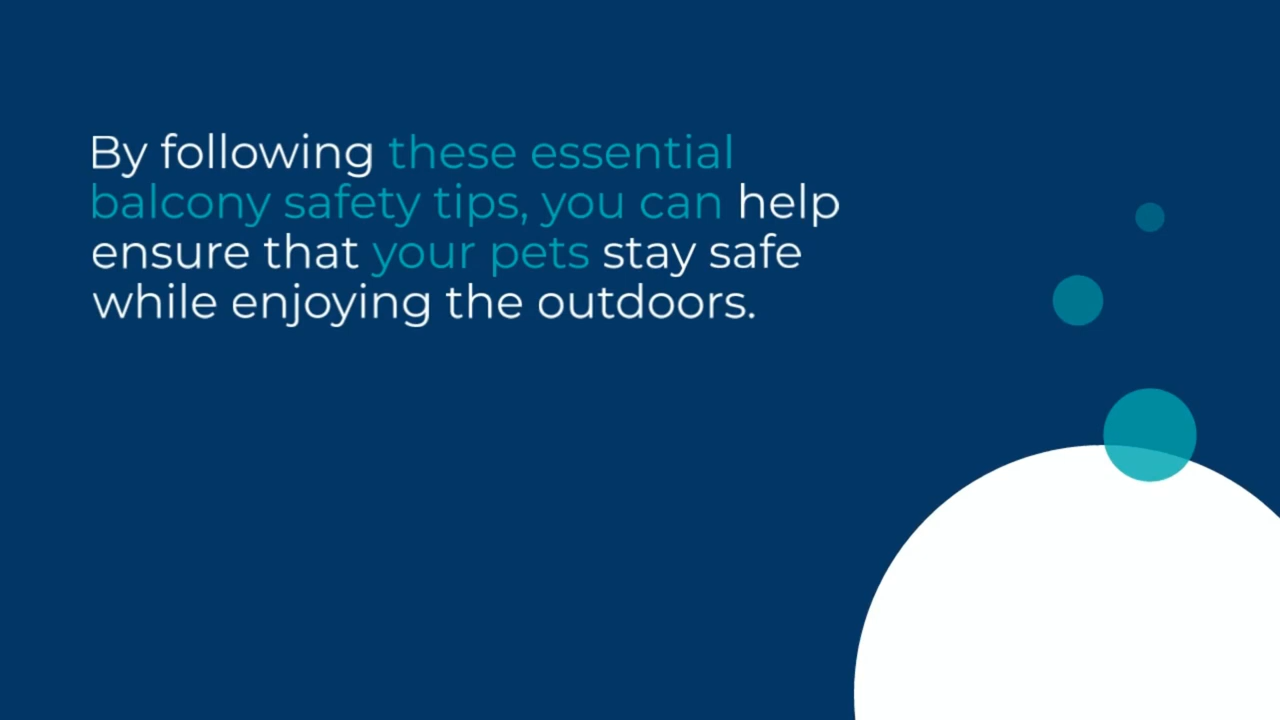 By following these essential
balcony safety tips, you can help
ensure that your pets stay safe
while enjoying the outdoors.